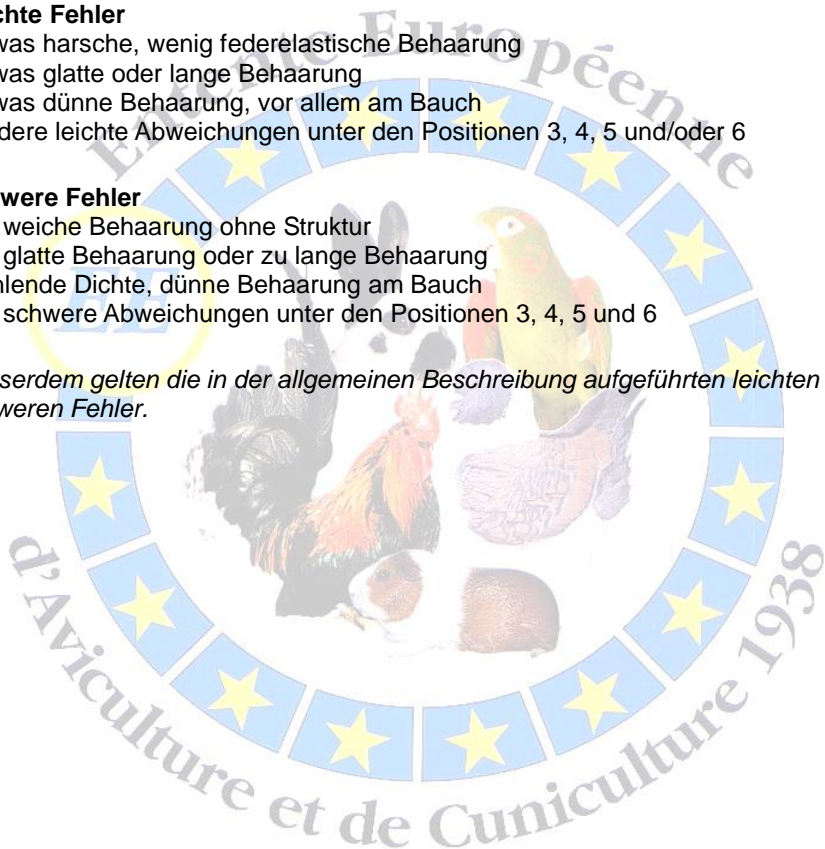 chte Fehler
was harsche, wenig federelastische Behaarung
was glatte oder lange Behaarung
was dünne Behaarung, vor allem am Bauch
dere leichte Abweichungen unter den Positionen 3, 4, 5 und/oder 6
were Fehler
weiche Behaarung ohne Struktur
glatte Behaarung oder zu lange Behaarung
hlende Dichte, dünne Behaarung am Bauch
schwere Abweichungen unter den Positionen 3, 4, 5 und 6
serdem gelten die in der allgemeinen Beschreibung aufgeführten leichten
weren Fehler.
Entente Européenne
EE
d'Aviculture et de Cuniculture 1938